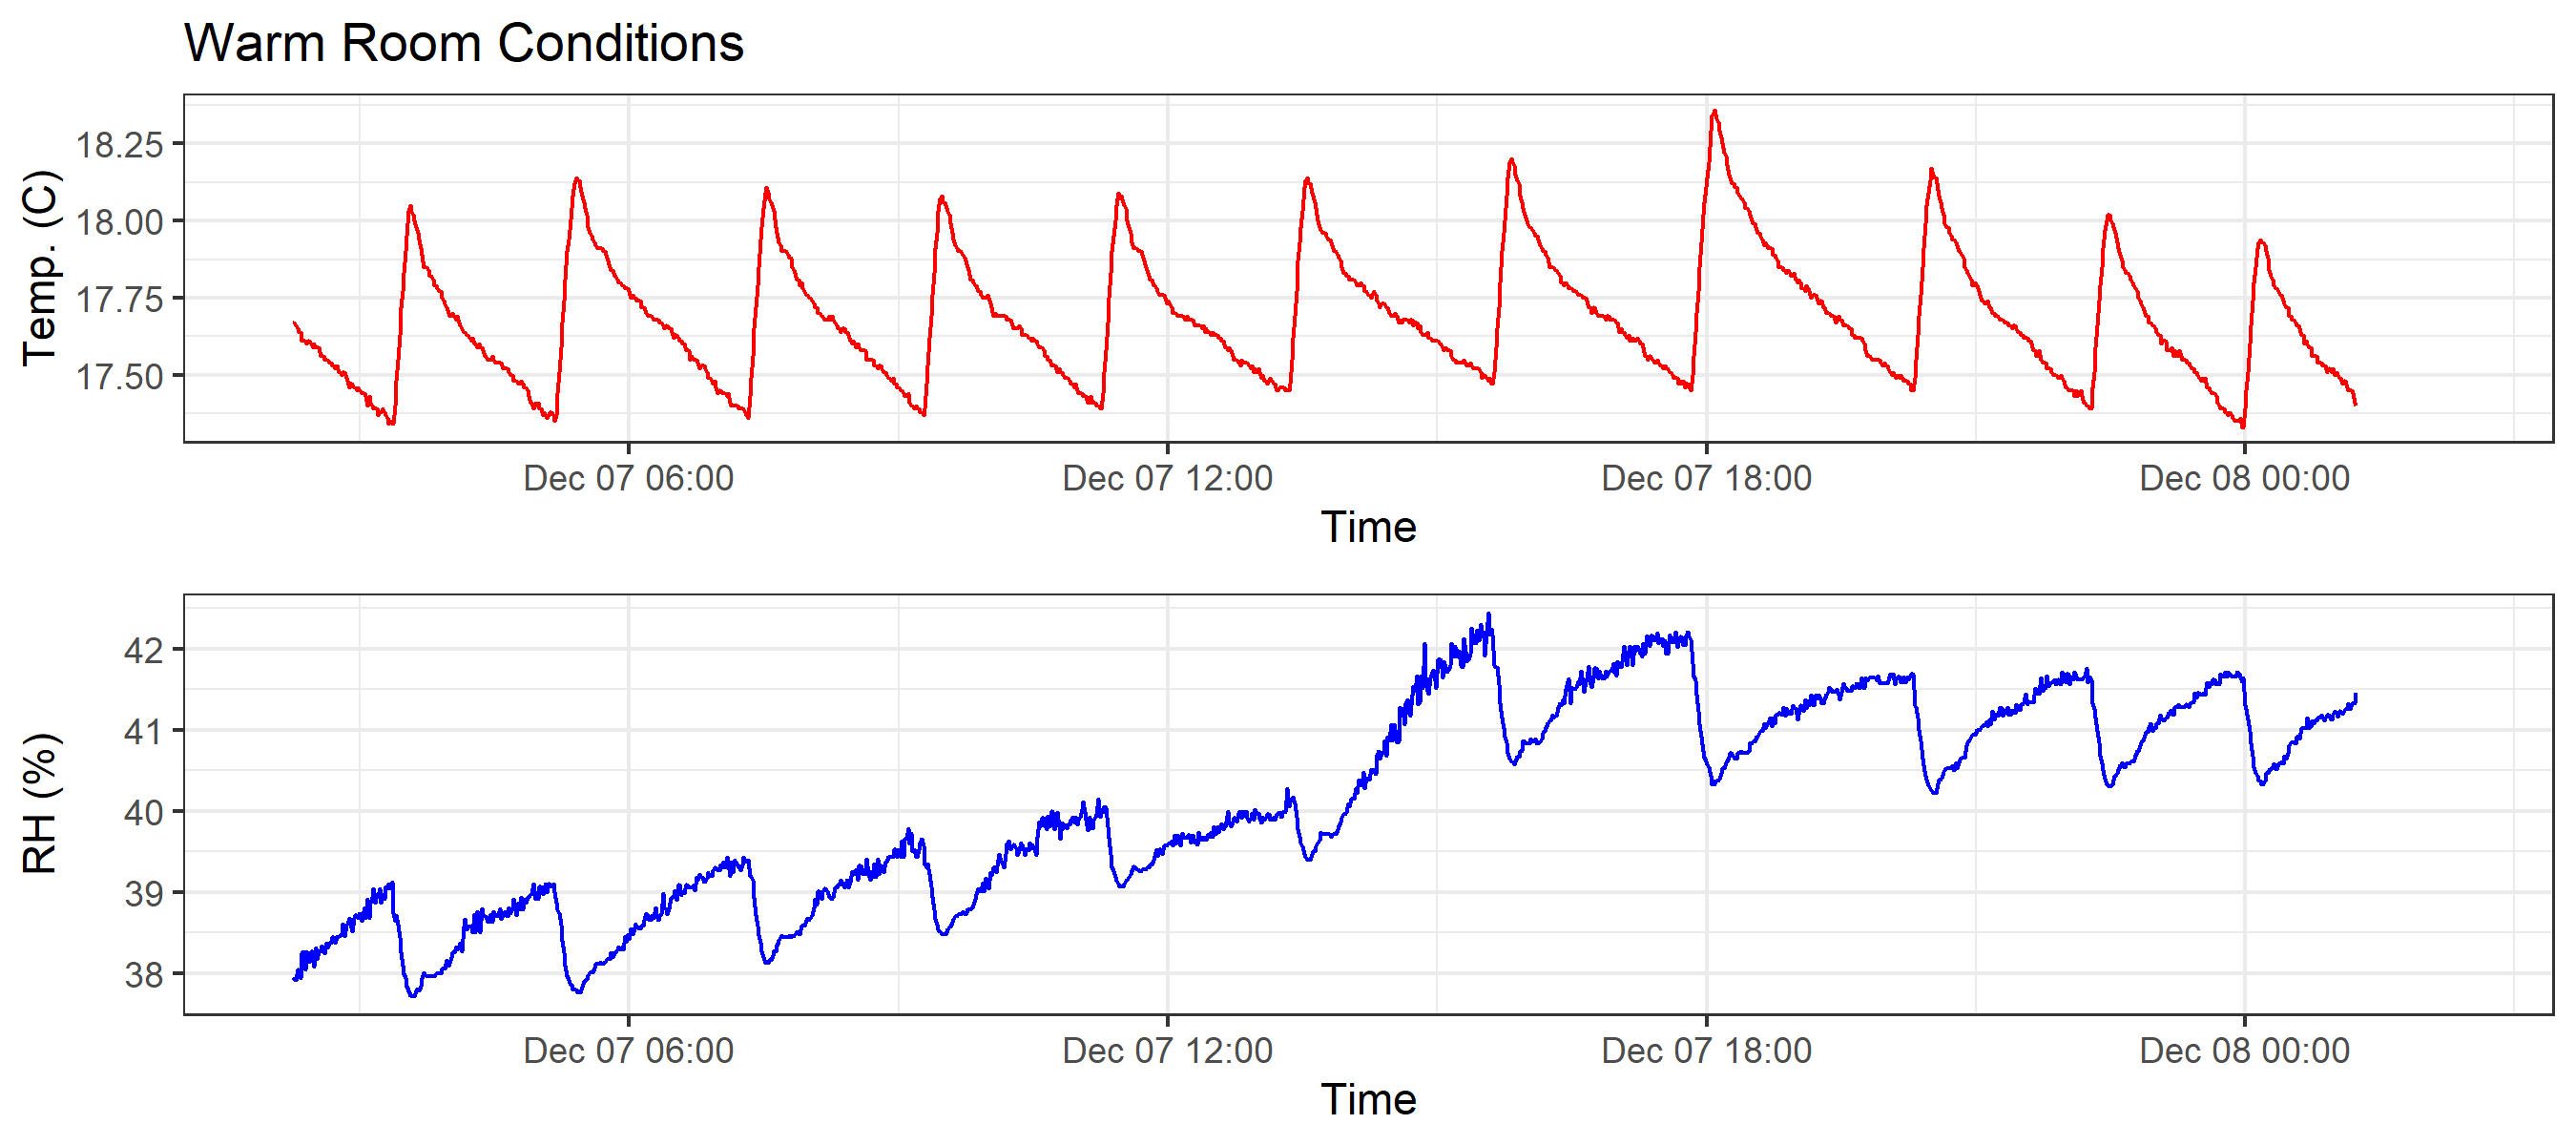 Warm Room Conditions
Temp. (C)
18.25
18.00
17.75
17.50
Dec 07 06:00 Dec 07 12:00 Dec 07 18:00 Dec 08 00:00
Time
RH (%)
42
41
40
39
38
Dec 07 06:00 Dec 07 12:00 Dec 07 18:00 Dec 08 00:00
Time